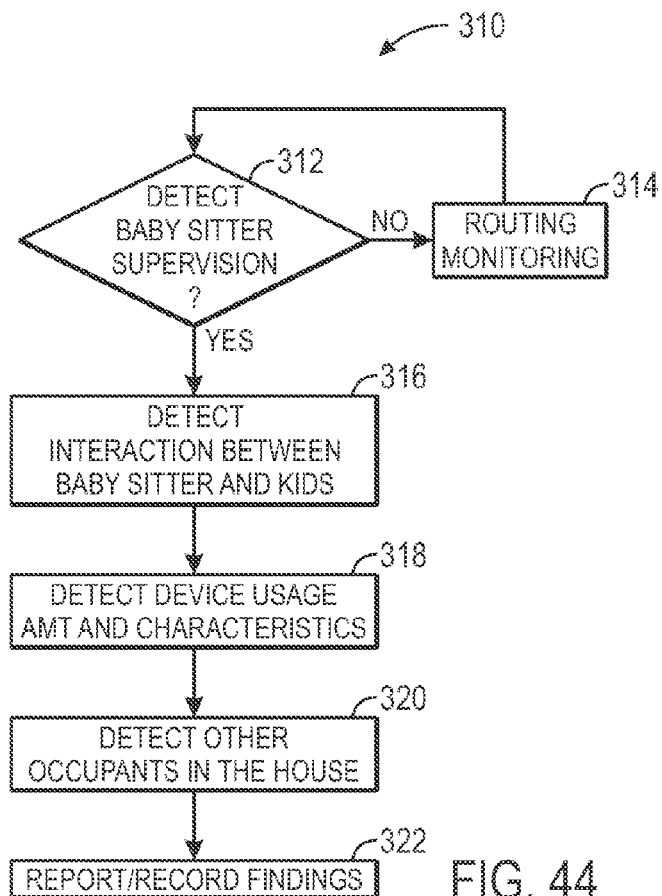 310
312
DETECT
BABY SITTER
SUPERVISION
?
NO
314
ROUTING
MONITORING
YES
316
DETECT
INTERACTION BETWEEN
BABY SITTER AND KIDS
318
DETECT DEVICE USAGE
AMT AND CHARACTERISTICS
320
DETECT OTHER
OCCUPANTS IN THE HOUSE
322
REPORT/RECORD FINDINGS
FIG. 44